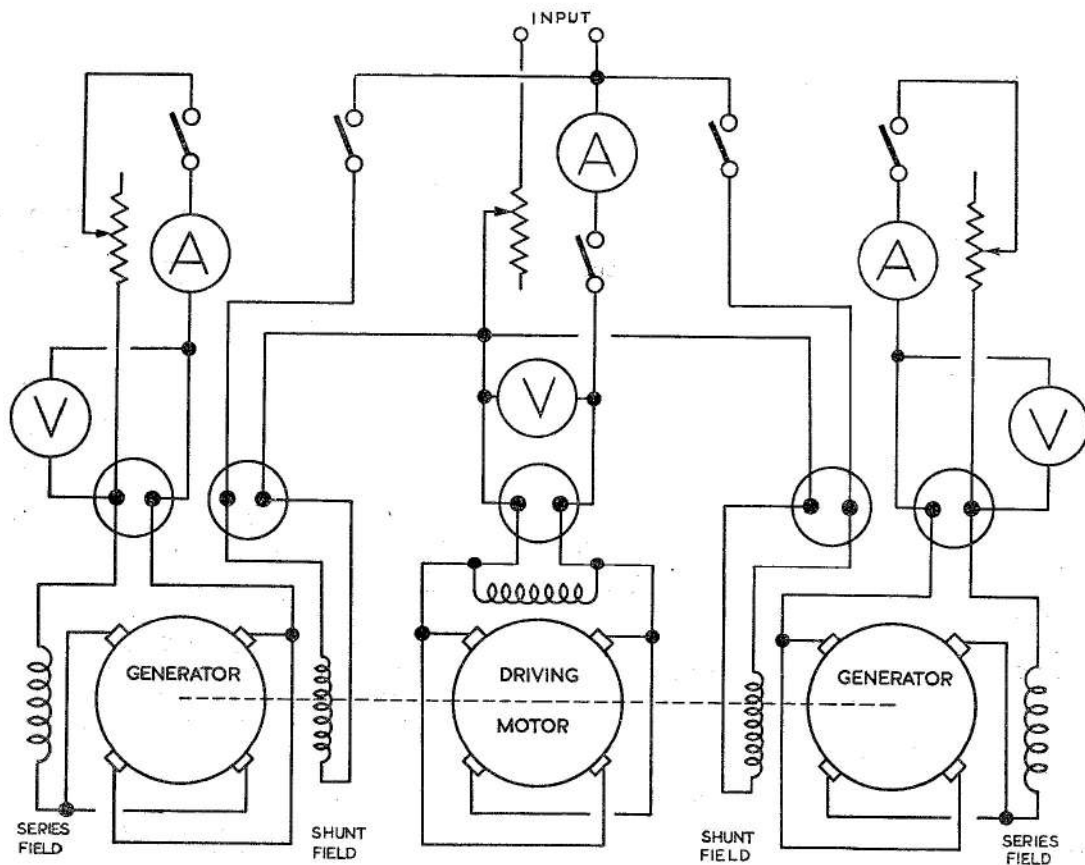 INPUT
A
A
A
V
V
V
GENERATOR
DRIVING
MOTOR
GENERATOR
SERIES
FIELD
SHUNT
FIELD
SHUNT
FIELD
SERIES
FIELD